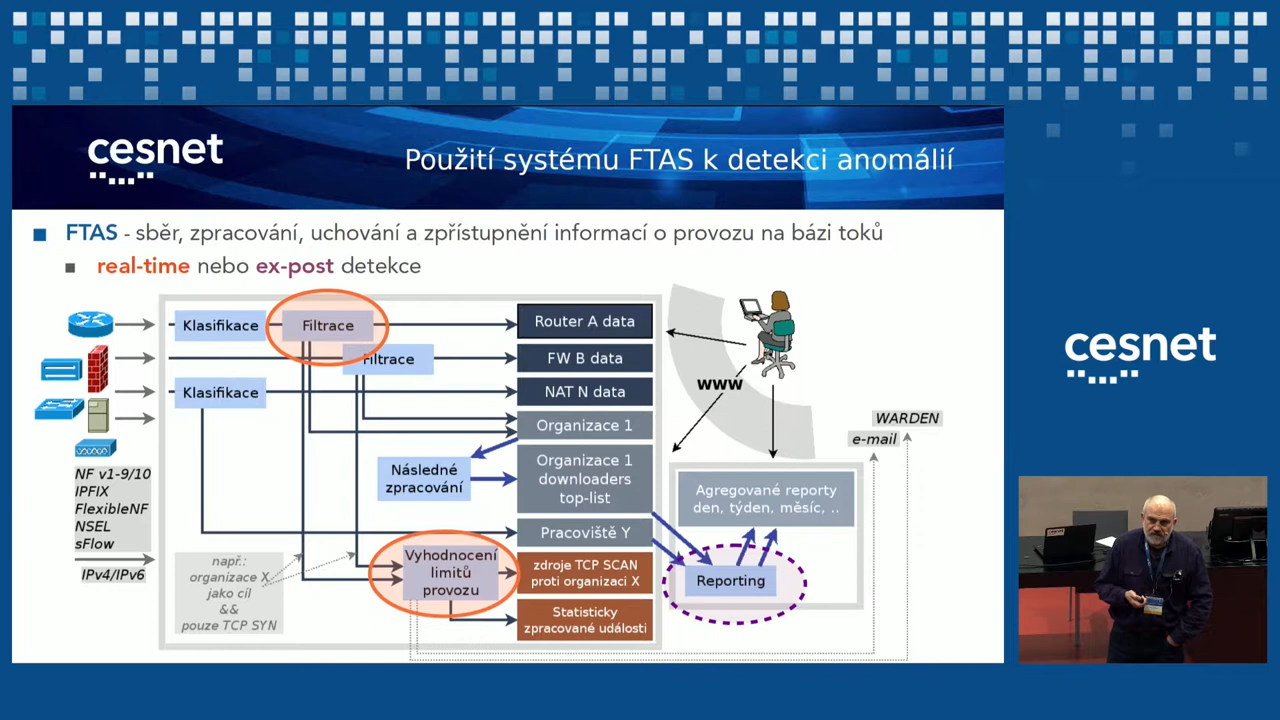 cesnet
Použití systému FTAS k detekci anomálií
FTAS - sběr, zpracování, uchování a zpřístupnění informací o provozu na bázi toků
real-time nebo ex-post detekce
Klasifikace
Filtrace
Router A data
Filtrace
FW B data
Klasifikace
NAT N data
Organizace 1
Následné
zpracování
Organizace 1
downloaders
top-list
Pracoviště Y
Vyhodnocení
limitů
provozu
zdroje TCP SCAN
proti organizaci X
Statisticky
zpracované události
NF v1-9/10
IPFIX
FlexibleNF
NSEL
sFlow
IPv4/IPv6
např.:
organizace X
jako cíl
&&
pouze TCP SYN
www
WARDEN
e-mail
Agregované reporty
den, týden, měsíc, ..
Reporting
cesnet